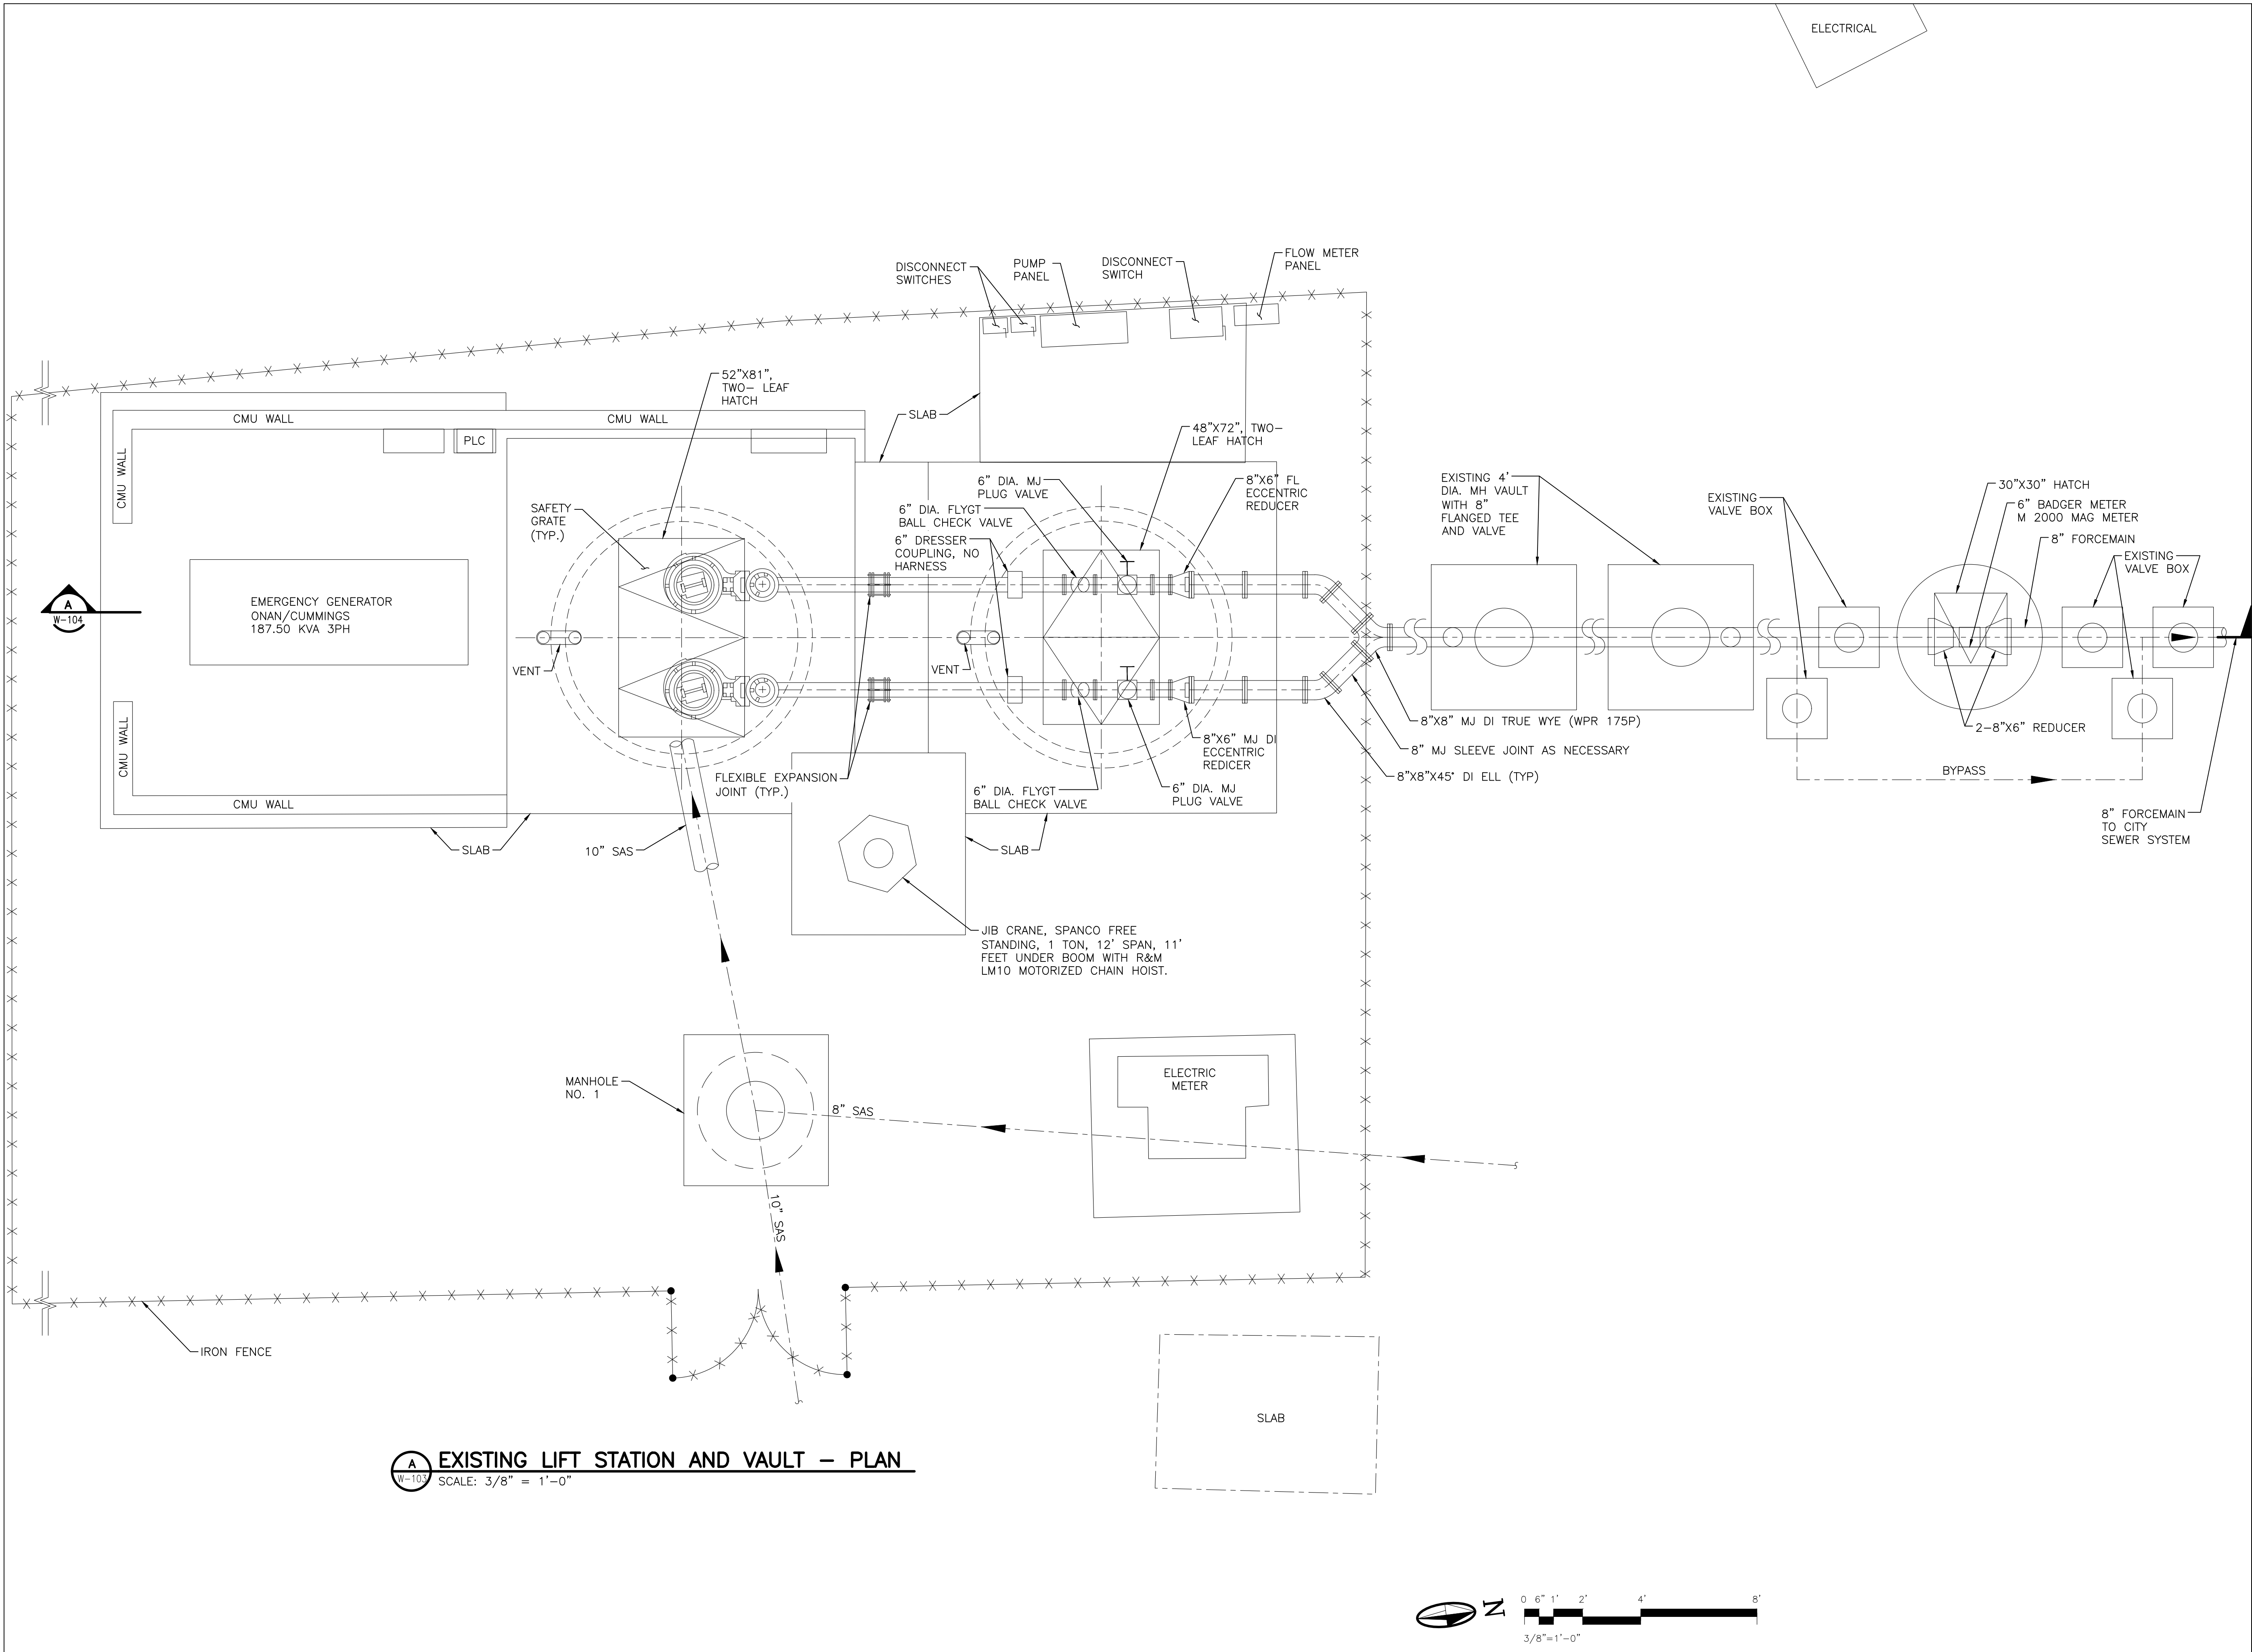 ELECTRICAL
DISCONNECT
SWITCHES
PUMP
PANEL
DISCONNECT
SWITCH
FLOW METER
PANEL
52"X81",
TWO- LEAF
HATCH
SLAB
CMU WALL
CMU WALL
PLC
CMU WALL
48"X72", TWO-
LEAF HATCH
6" DIA. MJ
PLUG VALVE
8"X6" FL
ECCENTRIC
REDUCER
SAFETY
GRATE
(TYP.)
6" DIA. FLYGT
BALL CHECK VALVE
6" DRESSER
COUPLING, NO
HARNESS
EXISTING 4'
DIA. MH VAULT
WITH 8"
FLANGED TEE
AND VALVE
EXISTING
VALVE BOX
30"X30" HATCH
6" BADGER METER
M 2000 MAG METER
8" FORCEMAIN
EXISTING
VALVE BOX
A
W-104
EMERGENCY GENERATOR
ONAN/CUMMINGS
187.50 KVA 3PH
VENT
VENT
CMU WALL
CMU WALL
FLEXIBLE EXPANSION
JOINT (TYP.)
6" DIA. FLYGT
BALL CHECK VALVE
6" DIA. MJ
PLUG VALVE
8"X6" MJ DI
ECCENTRIC
REDICER
8"X8" MJ DI TRUE WYE (WPR 175P)
8" MJ SLEEVE JOINT AS NECESSARY
8"X8"X45° DI ELL (TYP)
2-8"X6" REDUCER
BYPASS
8" FORCEMAIN
TO CITY
SEWER SYSTEM
SLAB
10" SAS
SLAB
JIB CRANE, SPANCO FREE
STANDING, 1 TON, 12' SPAN, 11'
FEET UNDER BOOM WITH R&M
LM10 MOTORIZED CHAIN HOIST.
MANHOLE
NO. 1
8" SAS
ELECTRIC
METER
10" SAS
IRON FENCE
SLAB
A
W-103
EXISTING LIFT STATION AND VAULT - PLAN
SCALE: 3/8" = 1'-0"
N
0 6" 1' 2' 4' 8'
3/8"=1'-0"